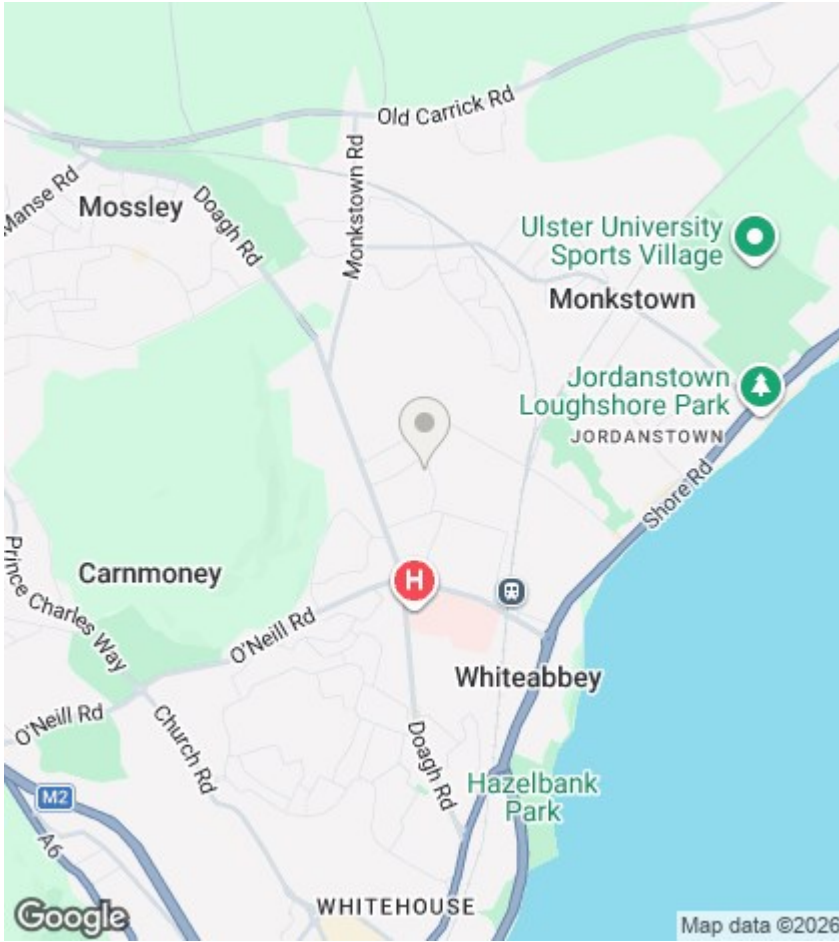 Old Carrick Rd
Manse Rd
Mossley
Doagh Rd
Monkstown Rd
Ulster University
Sports Village
Monkstown
Jordanstown
Loughshore Park
JORDANSTOWN
Shore Rd
Prince Charles Way
Carnmoney
H
O'Neill Rd
Whiteabbey
O'Neill Rd
Church Rd
Doagh Rd
Hazelbank
Park
M2
A6
WHITEHOUSE
Google
Map data ©2026